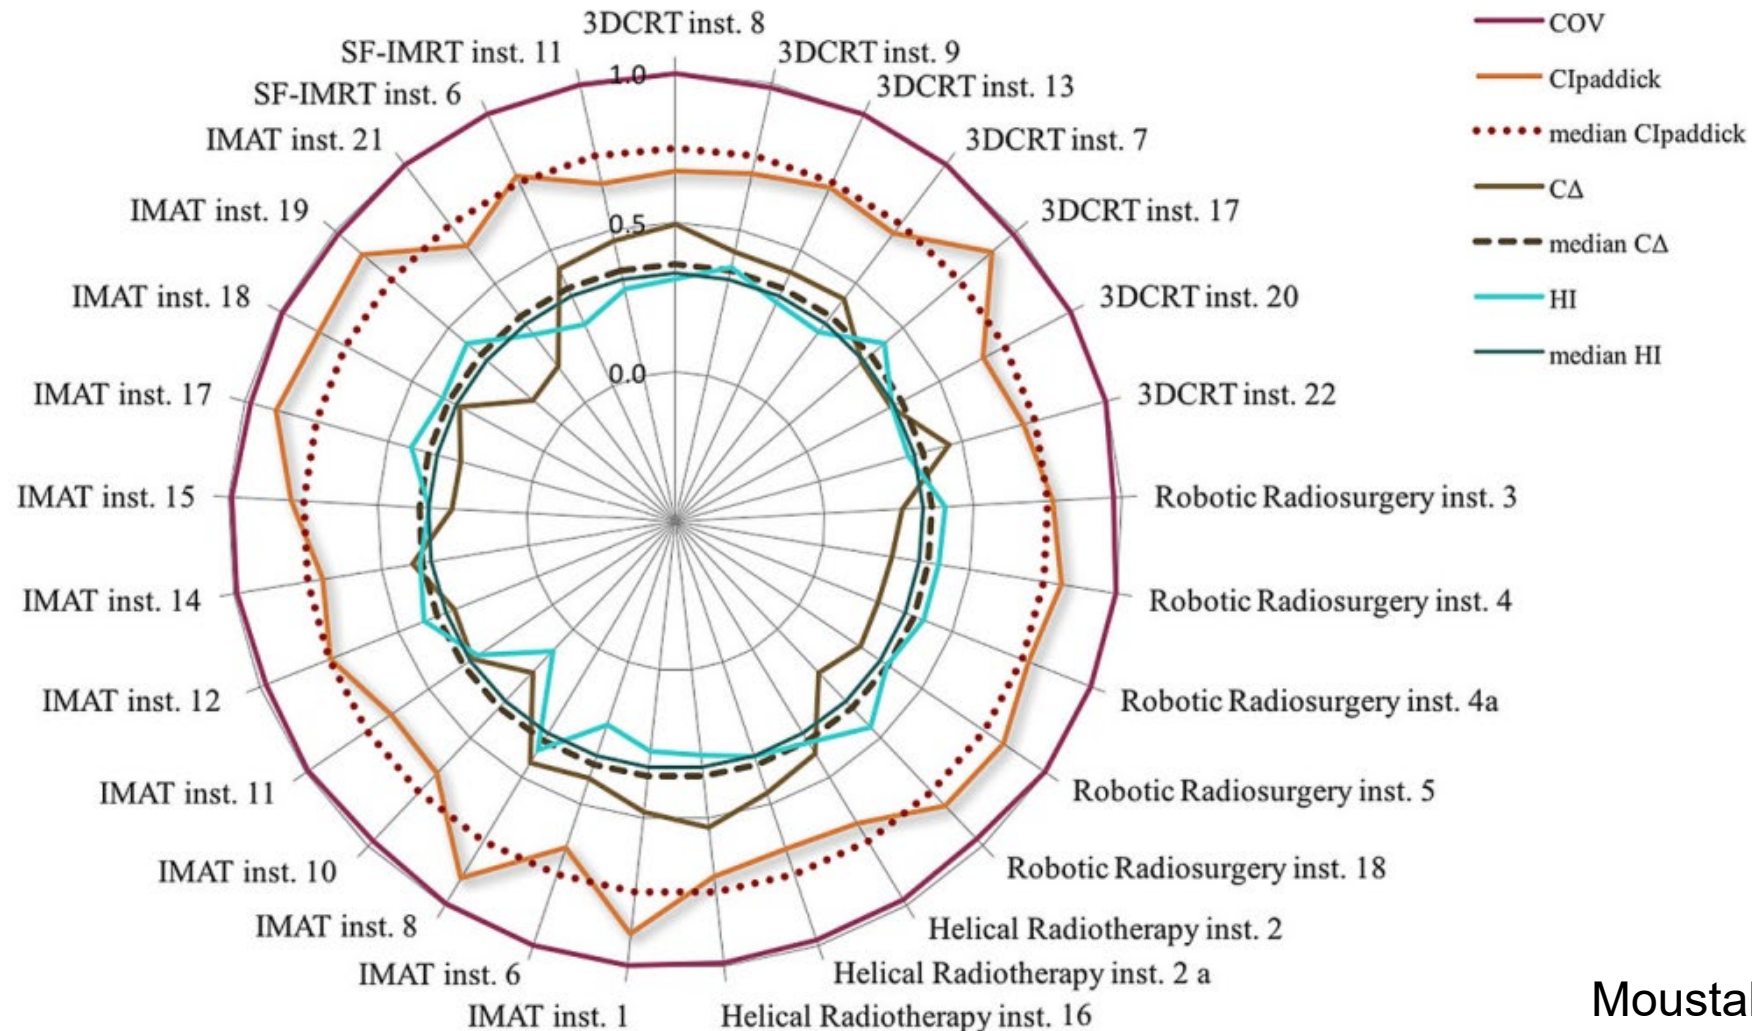 3DCRT inst. 8
3DCRT inst. 9
3DCRT inst. 13
3DCRT inst. 7
3DCRT inst. 17
3DCRT inst. 20
3DCRT inst. 22
Robotic Radiosurgery inst. 3
Robotic Radiosurgery inst. 4
Robotic Radiosurgery inst. 4a
Robotic Radiosurgery inst. 5
Robotic Radiosurgery inst. 18
Helical Radiotherapy inst. 2
Helical Radiotherapy inst. 2 a
Helical Radiotherapy inst. 16
IMAT inst. 1
IMAT inst. 6
IMAT inst. 8
IMAT inst. 10
IMAT inst. 11
IMAT inst. 12
IMAT inst. 14
IMAT inst. 15
IMAT inst. 17
IMAT inst. 18
IMAT inst. 19
IMAT inst. 21
SF-IMRT inst. 6
SF-IMRT inst. 11
1.0
0.5
0.0
COV
CIpaddick
median CIpaddick
CΔ
median CΔ
HI
median HI